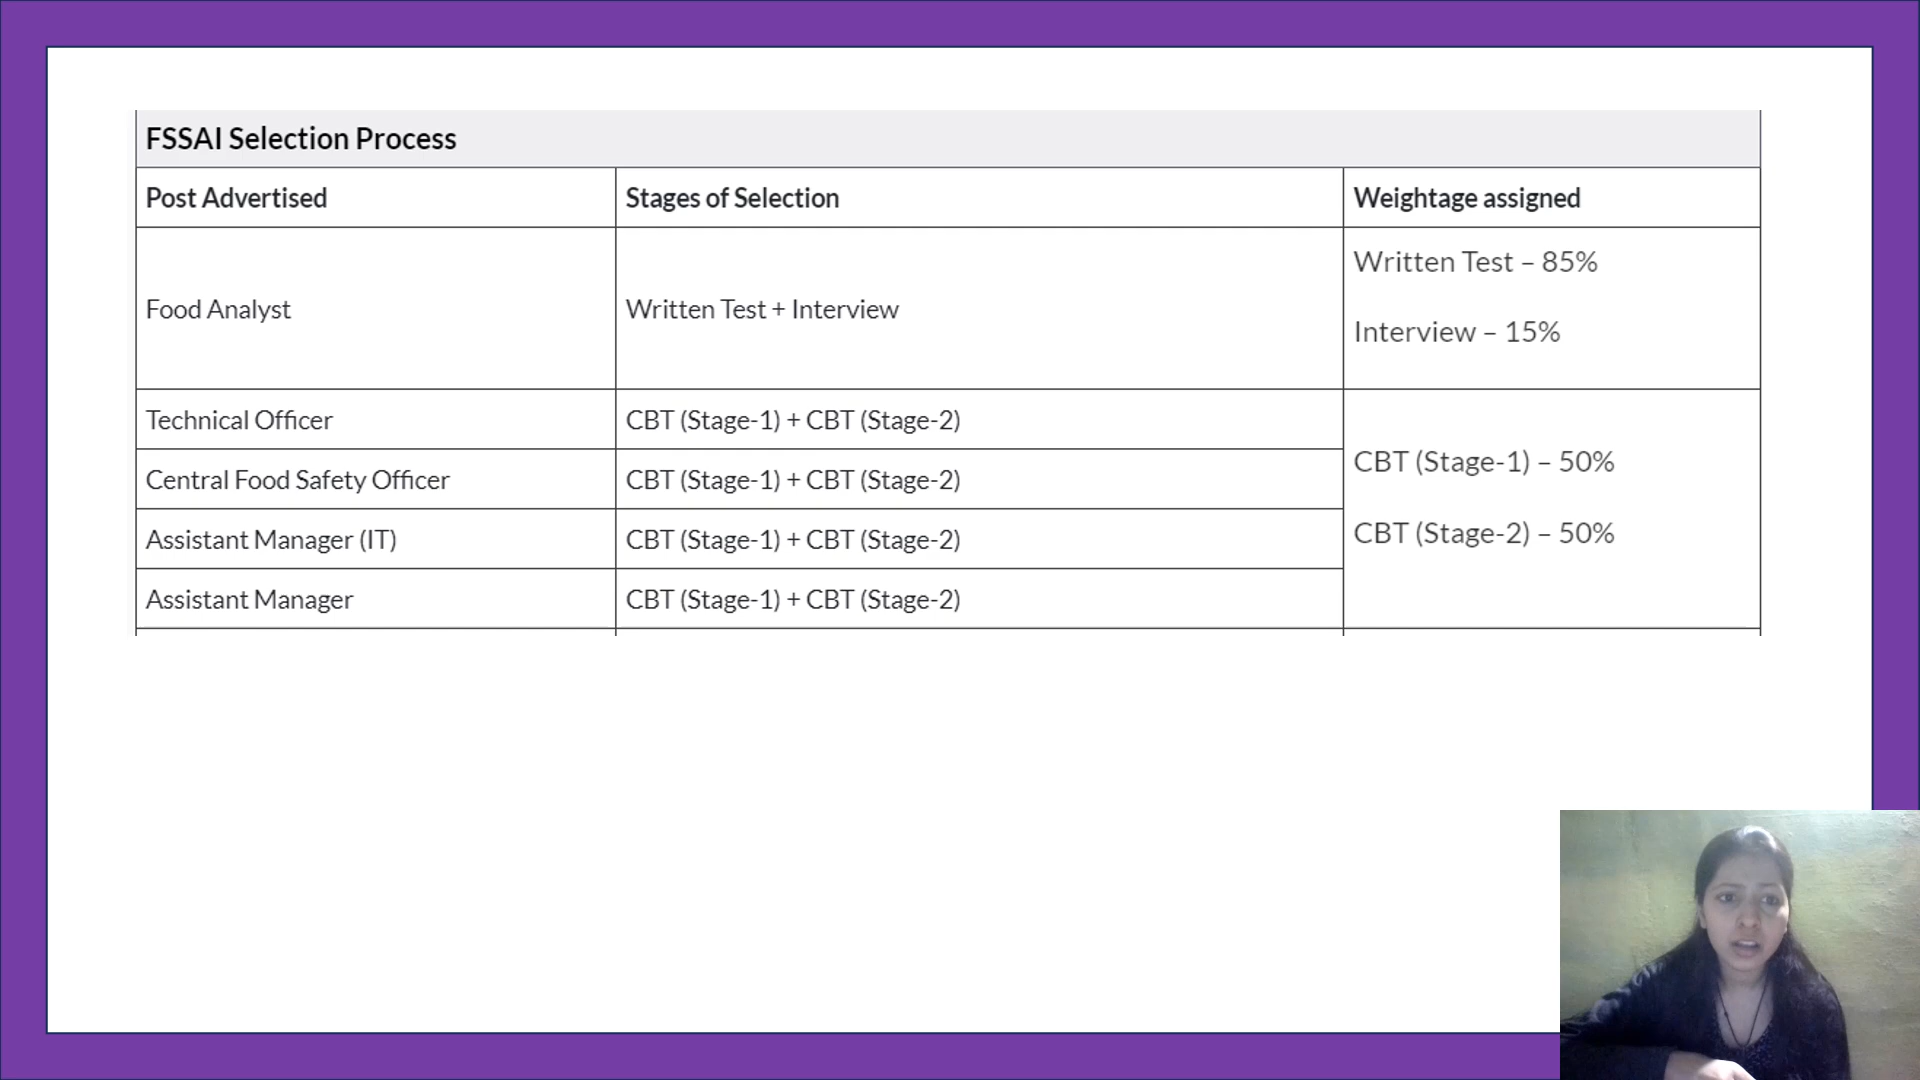 FSSAI Selection Process
Post Advertised Stages of Selection Weightage assigned
Food Analyst Written Test + Interview Written Test – 85%
Interview – 15%
Technical Officer CBT (Stage-1) + CBT (Stage-2) CBT (Stage-1) – 50%
CBT (Stage-2) – 50%
Central Food Safety Officer CBT (Stage-1) + CBT (Stage-2)
Assistant Manager (IT) CBT (Stage-1) + CBT (Stage-2)
Assistant Manager CBT (Stage-1) + CBT (Stage-2)